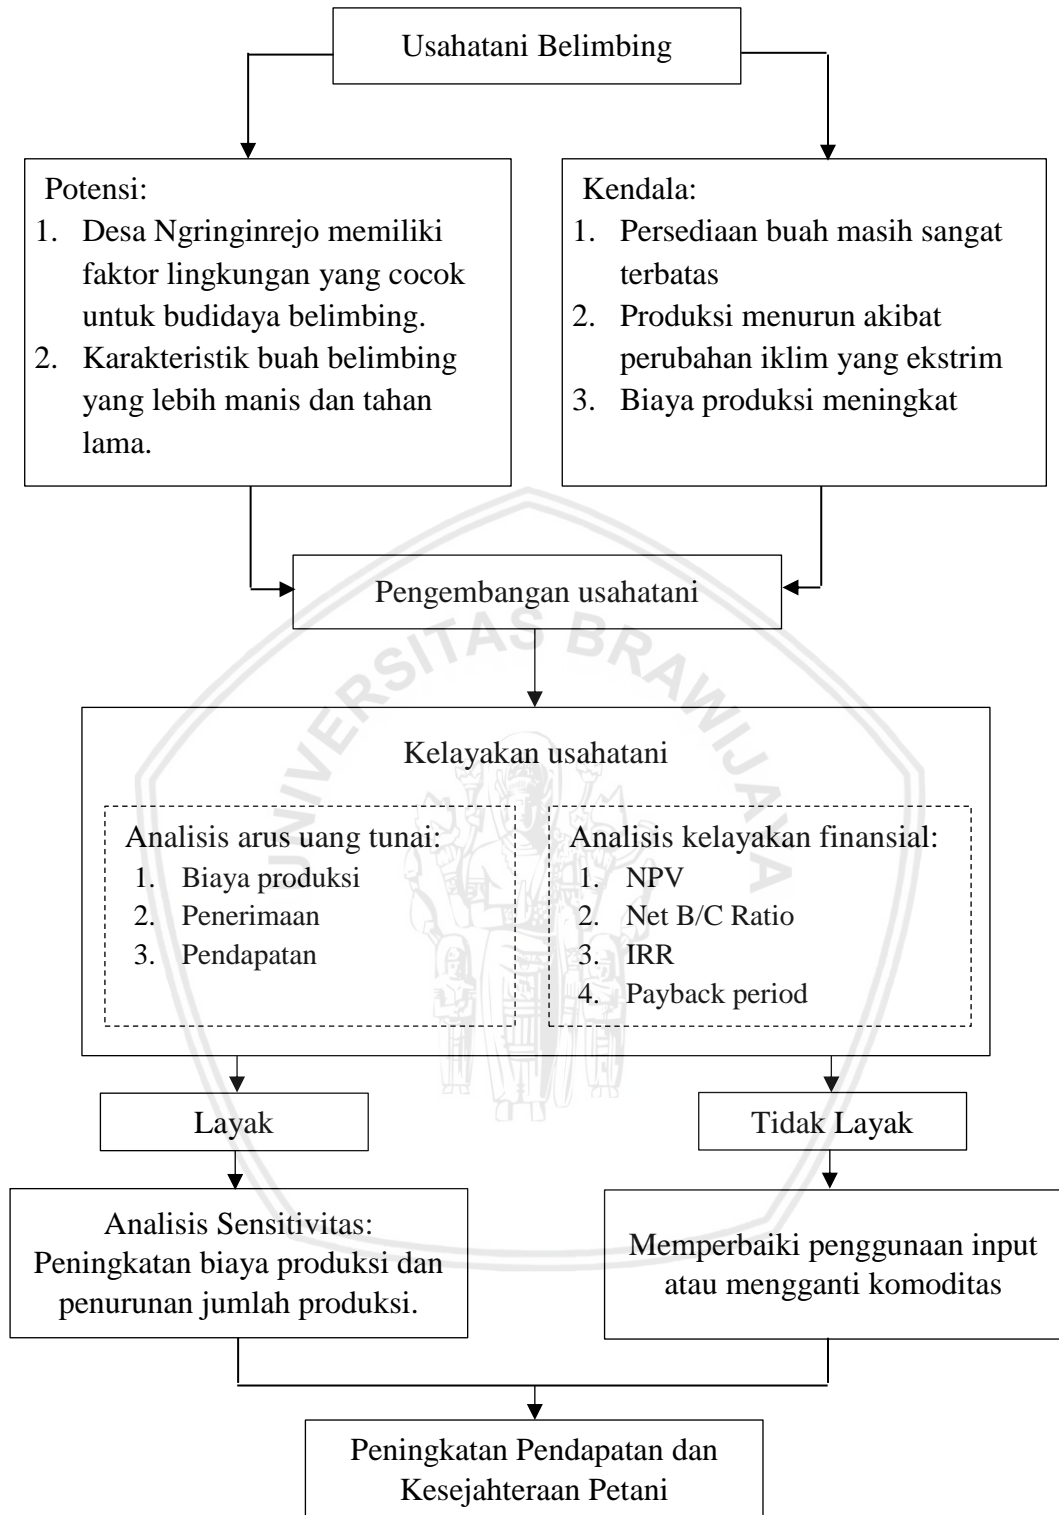 Usahatani Belimbing
Potensi:
1. Desa Ngringinrejo memiliki
faktor lingkungan yang cocok
untuk budidaya belimbing.
2. Karakteristik buah belimbing
yang lebih manis dan tahan
lama.
Kendala:
1. Persediaan buah masih sangat
terbatas
2. Produksi menurun akibat
perubahan iklim yang ekstrim
3. Biaya produksi meningkat
Pengembangan usahatani
UNIVERSITAS BRAWIJAYA
Kelayakan usahatani
Analisis arus uang tunai:
1. Biaya produksi
2. Penerimaan
3. Pendapatan
Analisis kelayakan finansial:
1. NPV
2. Net B/C Ratio
3. IRR
4. Payback period
Layak
Tidak Layak
Analisis Sensitivitas:
Peningkatan biaya produksi dan
penurunan jumlah produksi.
Memperbaiki penggunaan input
atau mengganti komoditas
Peningkatan Pendapatan dan
Kesejahteraan Petani